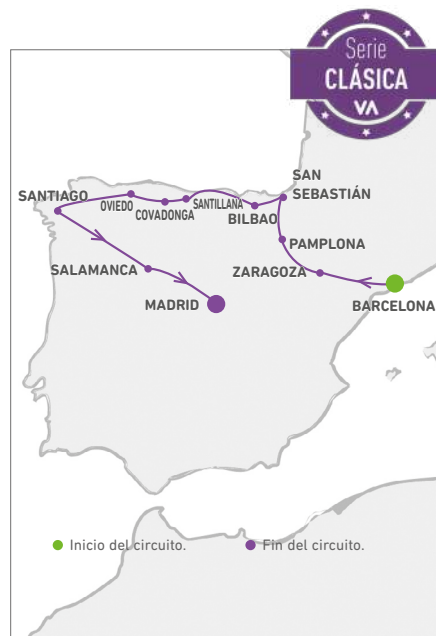 Serie
CLÁSICA
VA
SAN
SEBASTIÁN
SANTIAGO
OVIEDO
COVADONGA
SANTILLANA
BILBAO
PAMPLONA
SALAMANCA
ZARAGOZA
MADRID
BARCELONA
Inicio del circuito.
Fin del circuito.